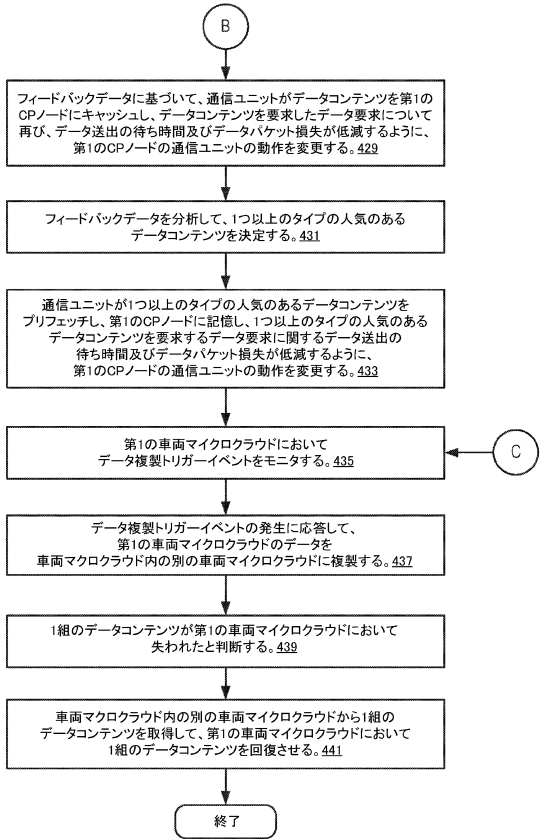 B
フィードバックデータに基づいて、通信ユニットがデータコンテンツを第1の
CPノードにキャッシュし、データコンテンツを要求したデータ要求について
再び、データ送出の待ち時間及びデータパケット損失が低減するように、
第1のCPノードの通信ユニットの動作を変更する。429
フィードバックデータを分析して、1つ以上のタイプの人気のある
データコンテンツを決定する。431
通信ユニットが1つ以上のタイプの人気のあるデータコンテンツを
プリフェッチし、第1のCPノードに記憶し、1つ以上のタイプの人気のある
データコンテンツを要求するデータ要求に関するデータ送出の
待ち時間及びデータパケット損失が低減するように、
第1のCPノードの通信ユニットの動作を変更する。433
第1の車両マイクロクラウドにおいて
データ複製トリガーイベントをモニタする。435
C
データ複製トリガーイベントの発生に応答して、
第1の車両マイクロクラウドのデータを
車両マクロクラウド内の別の車両マイクロクラウドに複製する。437
1組のデータコンテンツが第1の車両マイクロクラウドにおいて
失われたと判断する。439
車両マクロクラウド内の別の車両マイクロクラウドから1組の
データコンテンツを取得して、第1の車両マイクロクラウドにおいて
1組のデータコンテンツを回復させる。441
終了